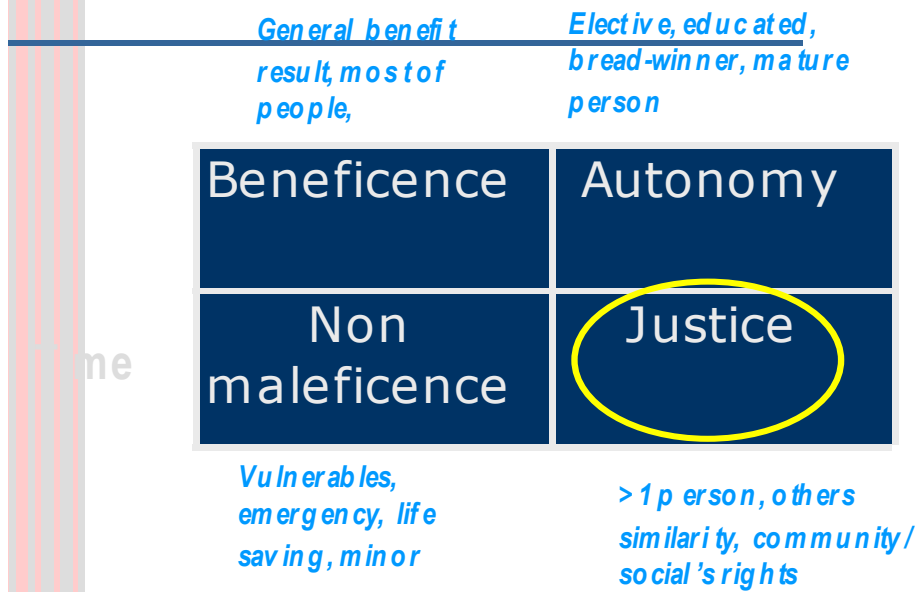 General benefit
result, most of
people,
Elective, educated,
bread-winner, mature
person
Beneficence
Autonomy
Non
maleficence
Justice
me
Vulnerables,
emergency, life
saving, minor
> 1 person, others
similarity, community/
social's rights